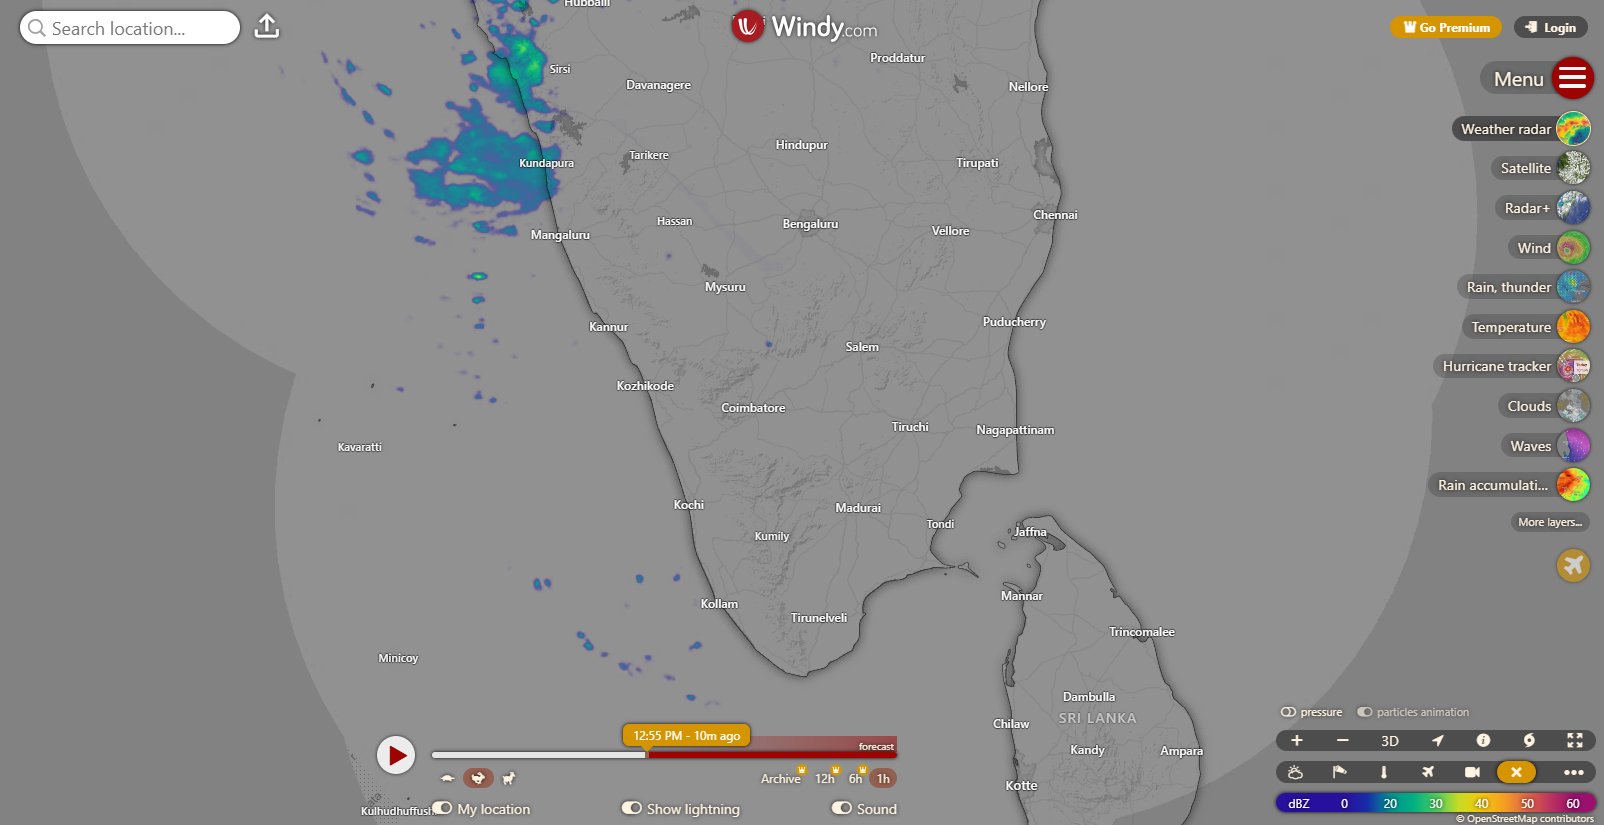 Search location...
Hubballi
Windy.com
Go Premium
Login
Menu
Weather radar
Satellite
Radar+
Wind
Rain, thunder
Temperature
Hurricane tracker
Clouds
Waves
Rain accumulati...
More layers...
Sirsi
Davanagere
Proddatur
Nellore
Kundapura
Tarikere
Hindupur
Tirupati
Mangaluru
Hassan
Bengaluru
Vellore
Chennai
Mysuru
Kannur
Salem
Puducherry
Kozhikode
Coimbatore
Tiruchi
Nagapattinam
Kavaratti
Kochi
Kumily
Madurai
Tondi
Jaffna
Kollam
Tirunelveli
Mannar
Trincomalee
Minicoy
Dambulla
SRI LANKA
Chilaw
Kandy
Ampara
Kotte
Kulhudhuffushi
12:55 PM - 10m ago
forecast
Archive 12h 6h 1h
My location
Show lightning
Sound
pressure
particles animation
+ − 3D
dBZ 0 20 30 40 50 60
© OpenStreetMap contributors